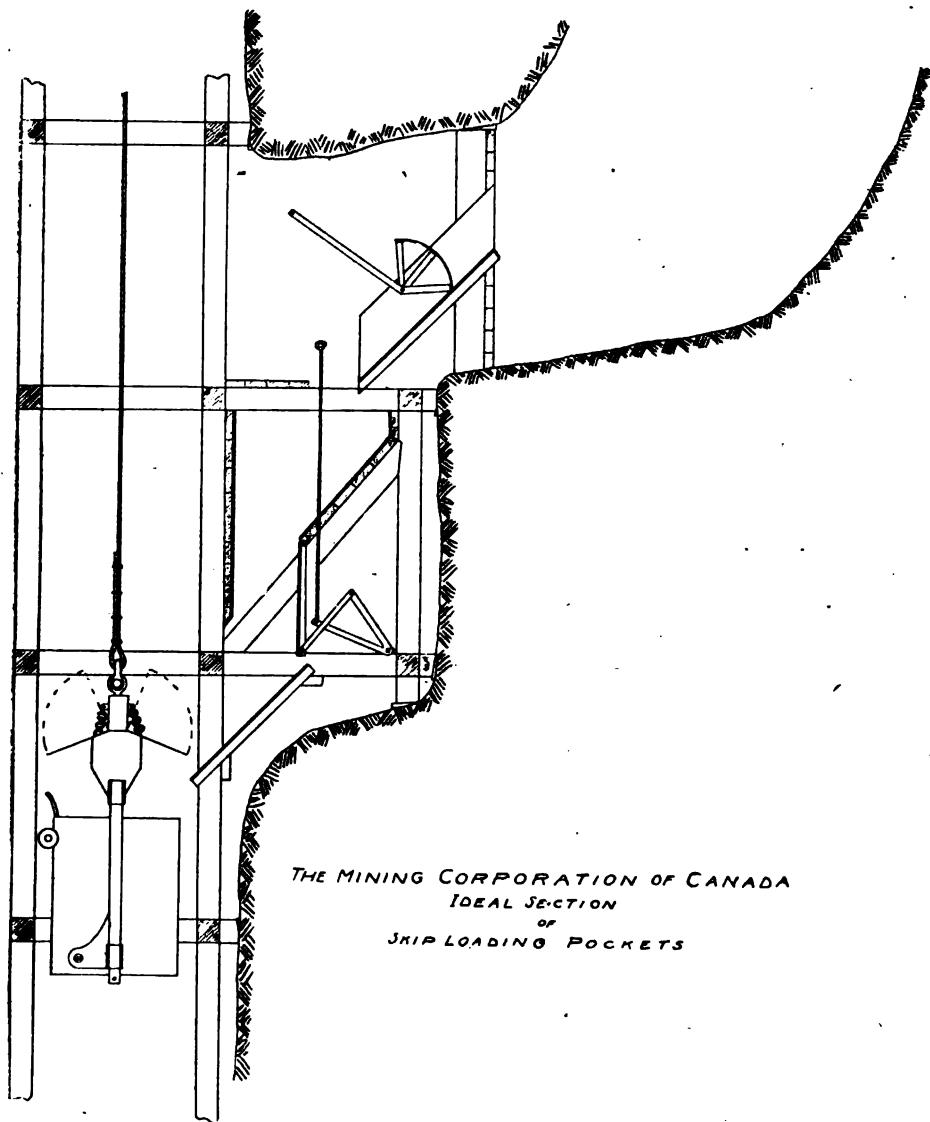 THE MINING CORPORATION OF CANADA
IDEAL SECTION
OF
SKIP LOADING POCKETS